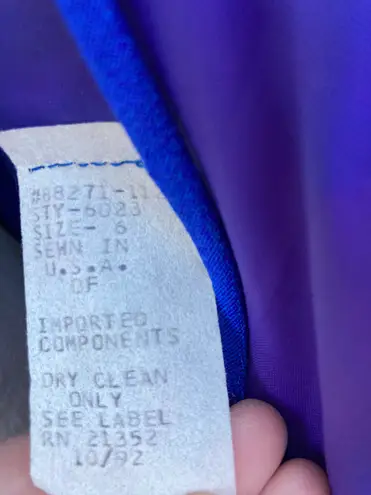 #88271-11
STY-6023
SIZE- 6
SEWN IN
U.S.A.
OF
IMPORTED
COMPONENTS
DRY CLEAN
ONLY
SEE LABEL
RN 21352
10/92